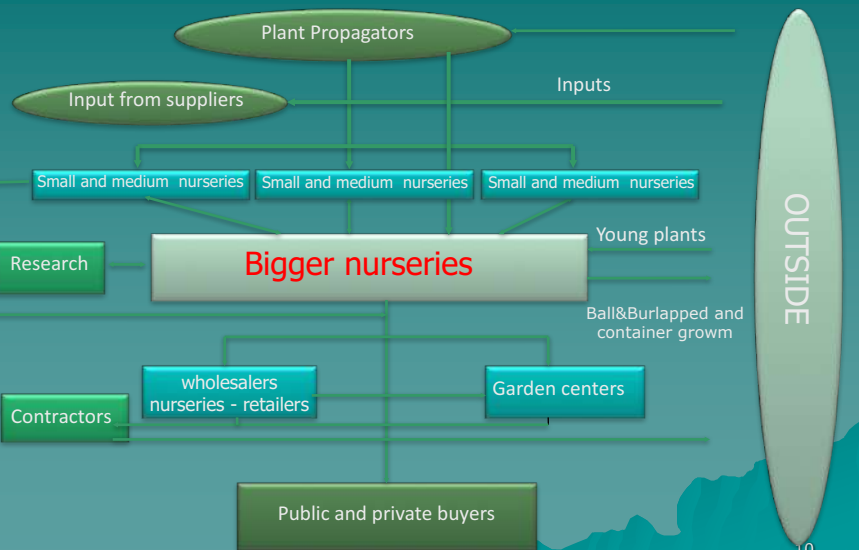 Plant Propagators
Inputs
Input from suppliers
Small and medium nurseries
Small and medium nurseries
Small and medium nurseries
OUTSIDE
Young plants
Research
Bigger nurseries
Ball&Burlapped and
container growm
wholesalers
nurseries - retailers
Garden centers
Contractors
Public and private buyers
10